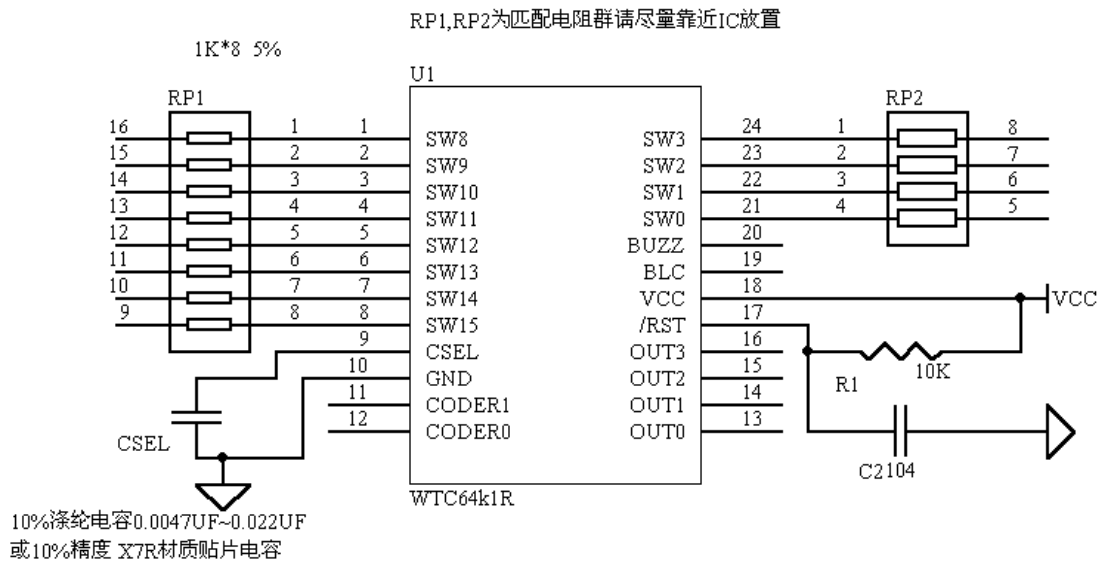 RP1,RP2为匹配电阻群请尽量靠近IC放置
1K*8 5%
U1
RP1
RP2
16 1 1 SW8 SW3 24 1 8
15 2 2 SW9 SW2 23 2 7
14 3 3 SW10 SW1 22 3 6
13 4 4 SW11 SW0 21 4 5
12 5 5 SW12 BUZZ 20
11 6 6 SW13 BLC 19
10 7 7 SW14 VCC 18 VCC
9 8 8 SW15 /RST 17
9 CSEL OUT3 16
10 GND OUT2 15
R1 10K
11 CODER1 OUT1 14
12 CODER0 OUT0 13
CSEL
C2 104
WTC64k1R
10%涤纶电容0.0047UF~0.022UF
或10%精度 X7R材质贴片电容